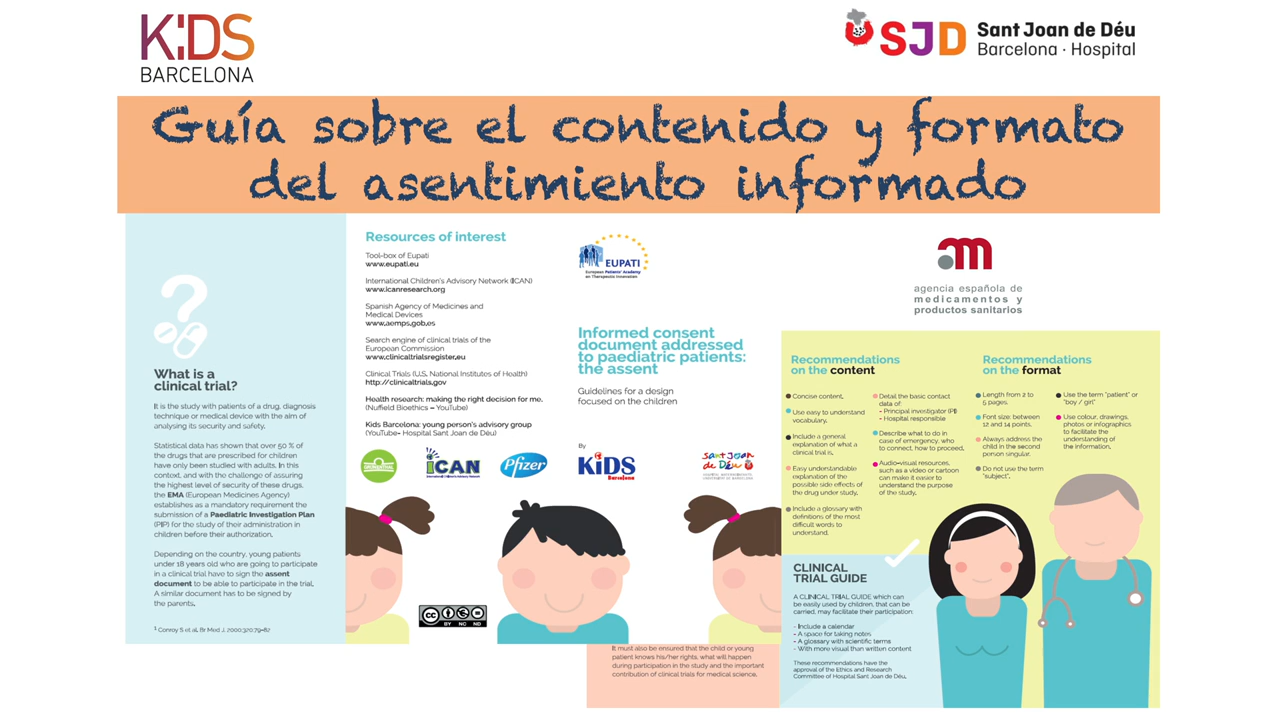 KiDS
BARCELONA
SJD
Sant Joan de Déu
Barcelona · Hospital
Guía sobre el contenido y formato
del asentimiento informado
What is a
clinical trial?
It is the study with patients of a drug, diagnosis
technique or medical device with the aim of
analysing its security and safety.
Statistical data has shown that over 50 % of
the drugs that are prescribed for children
have only been studied with adults. In this
context, and with the challenge of assuring
the highest level of security of these drugs,
the EMA (European Medicines Agency)
establishes as a mandatory requirement the
submission of a Paediatric Investigation Plan
(PIP) for the study of their administration in
children before their authorization.
Depending on the country, young patients
under 18 years old who are going to participate
in a clinical trial have to sign the assent
document to be able to participate in the trial.
A similar document has to be signed by
the parents.
1 Conroy S et al. Br Med J. 2000;320:79-82
Resources of interest
Tool-box of Eupati
www.eupati.eu
International Children's Advisory Network (ICAN)
www.icanresearch.org
Spanish Agency of Medicines and
Medical Devices
www.aemps.gob.es
Search engine of clinical trials of the
European Commission
www.clinicaltrialsregister.eu
Clinical Trials (U.S. National Institutes of Health)
http://clinicaltrials.gov
Health research: making the right decision for me.
(Nuffield Bioethics – YouTube)
Kids Barcelona: young person's advisory group
(YouTube- Hospital Sant Joan de Déu)
iCAN
International Children's Advisory Network
Pfizer
BY NC ND
EUPATI
European Patients' Academy
on Therapeutic Innovation
Informed consent
document addressed
to paediatric patients:
the assent
Guidelines for a design
focused on the children
By
KiDS
Barcelona
Sant Joan
de Déu
am
agencia española de
medicamentos y
productos sanitarios
Recommendations
on the content
Concise content.
Use easy to understand
vocabulary.
Include a general
explanation of what a
clinical trial is.
Easy understandable
explanation of the
possible side effects of
the drug under study.
Include a glossary with
definitions of the most
difficult words to
understand.
Detail the basic contact
data of:
- Principal investigator (PI)
- Hospital responsible
Describe what to do in
case of emergency: who
to connect, how to proceed.
Audio-visual resources,
such as a video or cartoon
can make it easier to
understand the purpose
of the study.
Recommendations
on the format
Length from 2 to
5 pages.
Font size: between
12 and 14 points.
Always address the
child in the second
person singular.
Do not use the term
"subject".
Use the term "patient" or
"boy / girl"
Use colour, drawings,
photos or infographics
to facilitate the
understanding of
the information.
CLINICAL
TRIAL GUIDE
A CLINICAL TRIAL GUIDE which can
be easily used by children, that can be
carried, may facilitate their participation:
- Include a calendar
- A space for taking notes
- A glossary with scientific terms
- With more visual than written content
These recommendations have the
approval of the Ethics and Research
Committee of Hospital Sant Joan de Déu.
It must also be ensured that the child or young
patient knows his/her rights, what will happen
during participation in the study and the important
contribution of clinical trials for medical science.